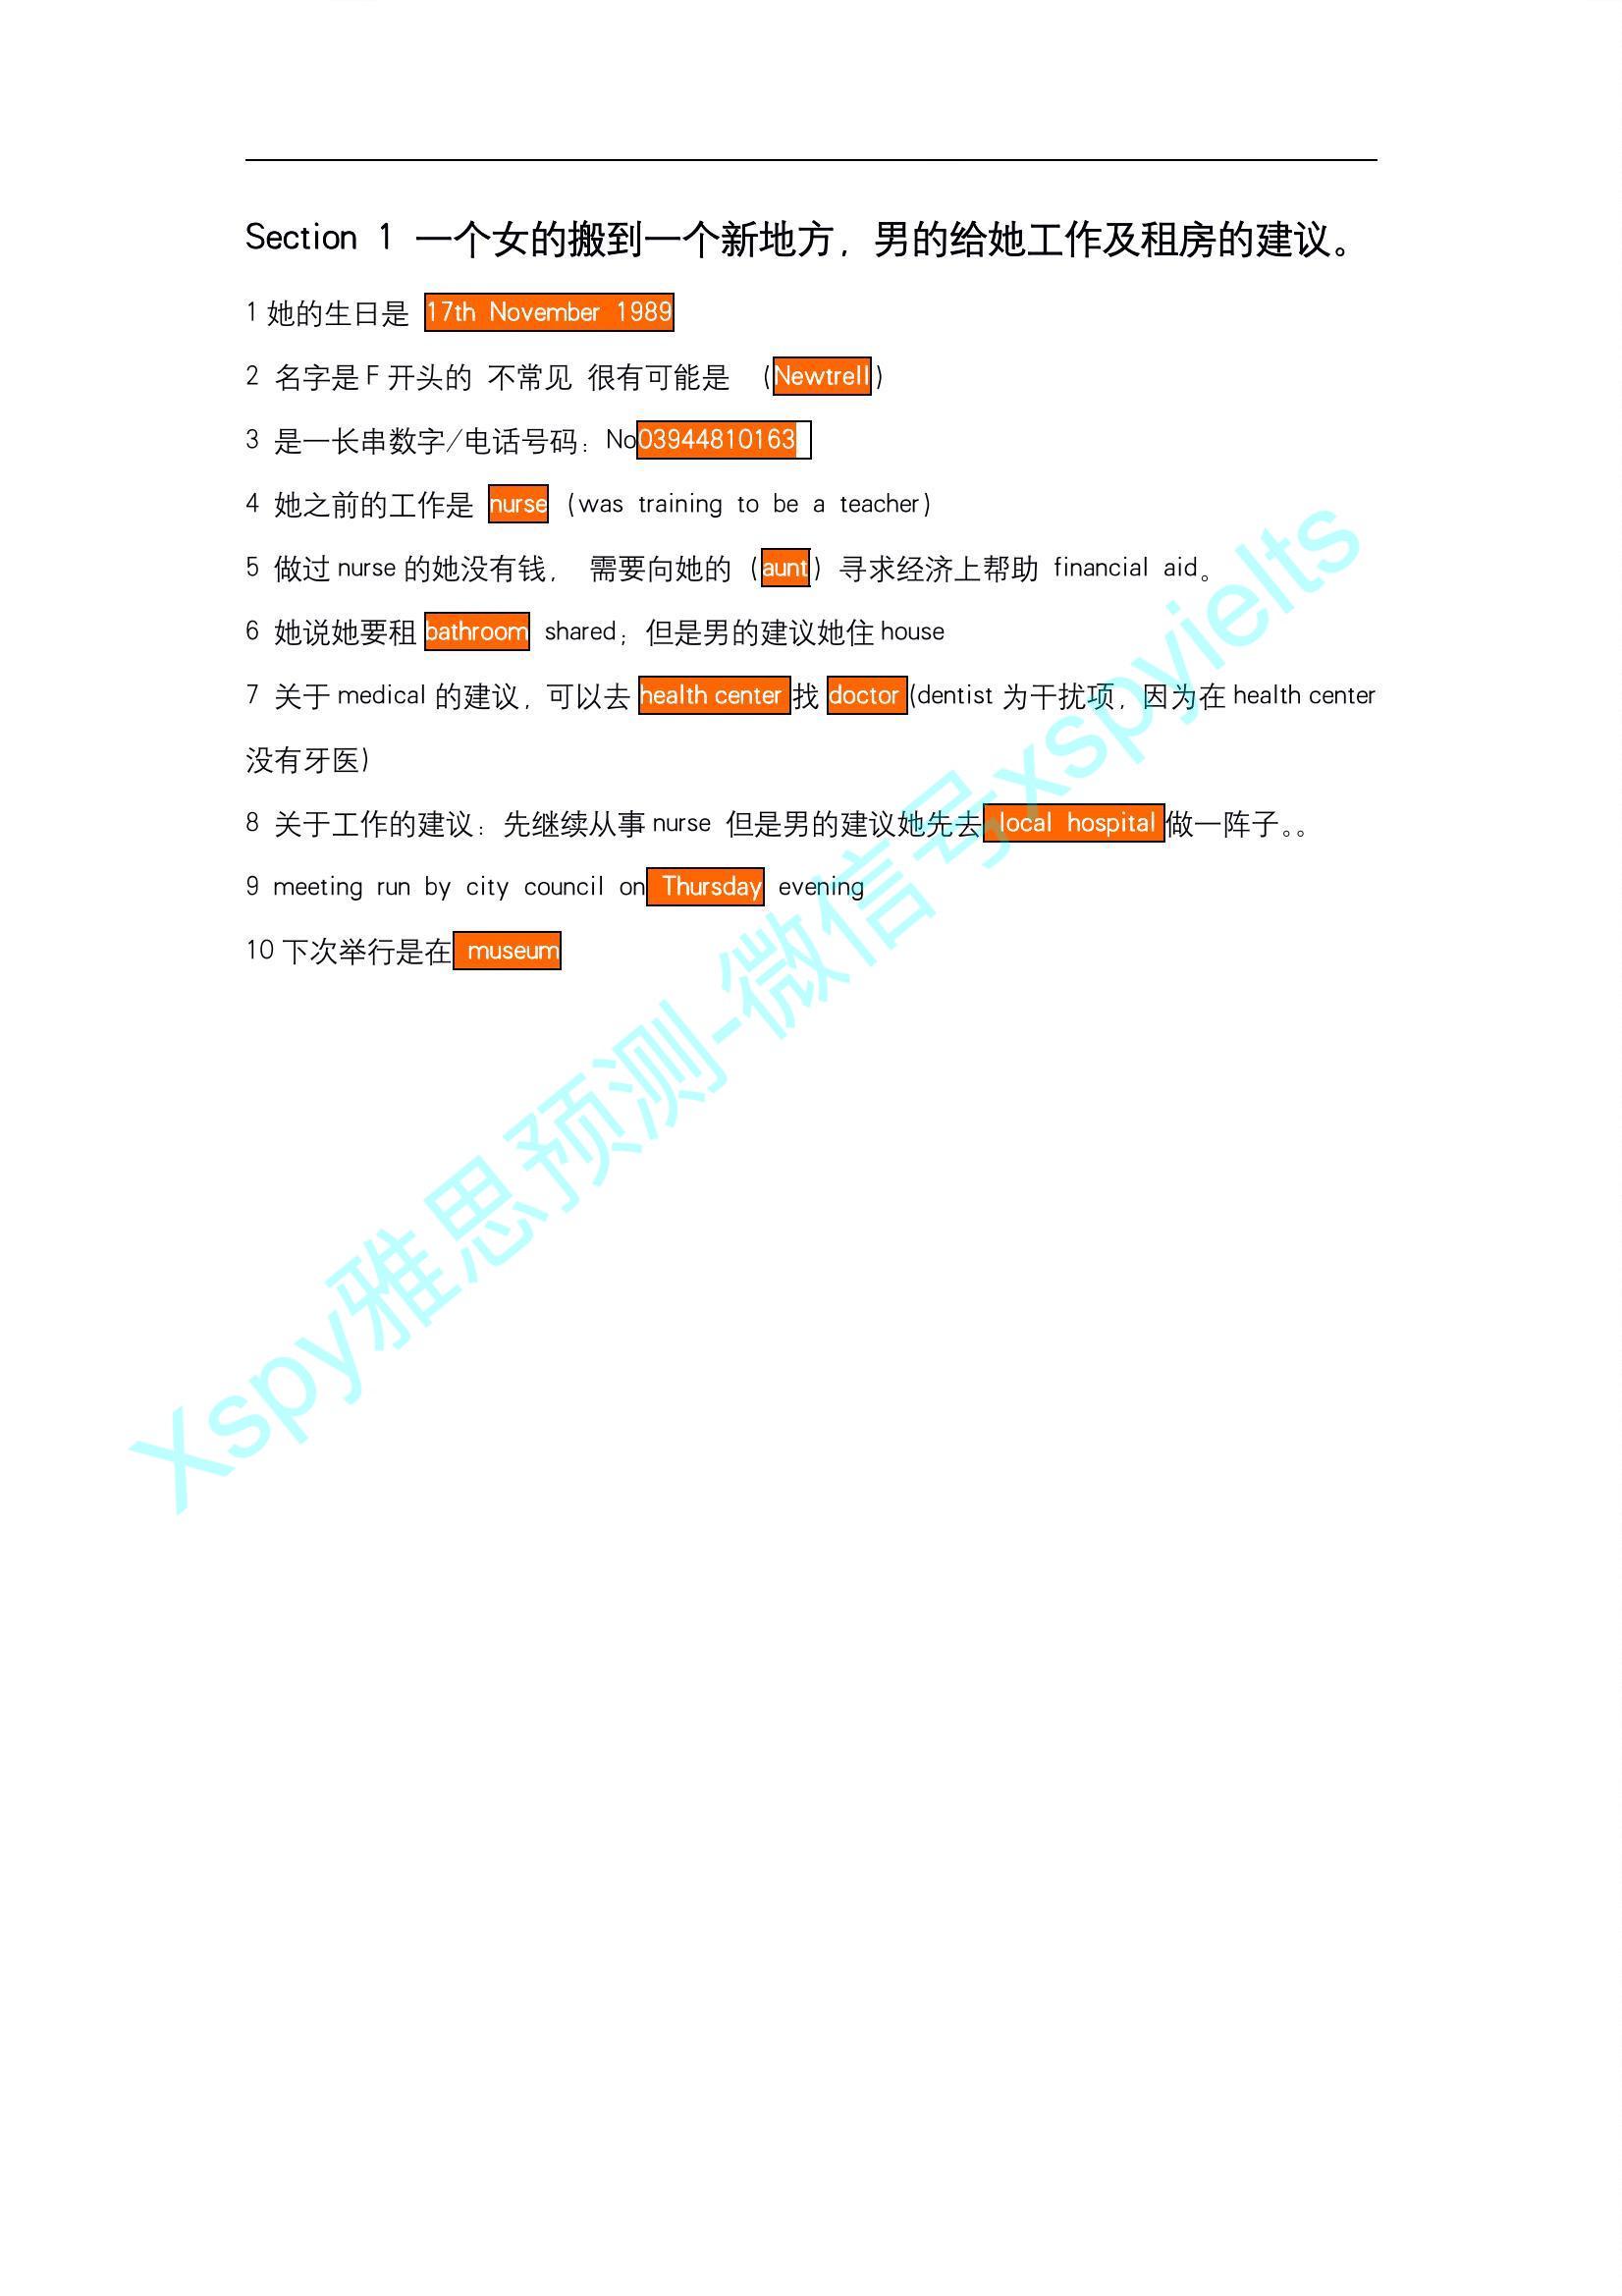 Section 1 一个女的搬到一个新地方，男的给她工作及租房的建议。
1 她的生日是 17th November 1989
2 名字是 F 开头的 不常见 很有可能是 （Newtrell）
3 是一长串数字/电话号码：No03944810163
4 她之前的工作是 nurse（was training to be a teacher）
5 做过 nurse 的她没有钱， 需要向她的（aunt）寻求经济上帮助 financial aid。
6 她说她要租 bathroom shared；但是男的建议她住 house
7 关于 medical 的建议，可以去 health center 找 doctor (dentist 为干扰项，因为在 health center
没有牙医）
8 关于工作的建议：先继续从事 nurse 但是男的建议她先去 local hospital 做一阵子。。
9 meeting run by city council on Thursday evening
10 下次举行是在 museum
Xspy雅思预测-微信号xspyielts